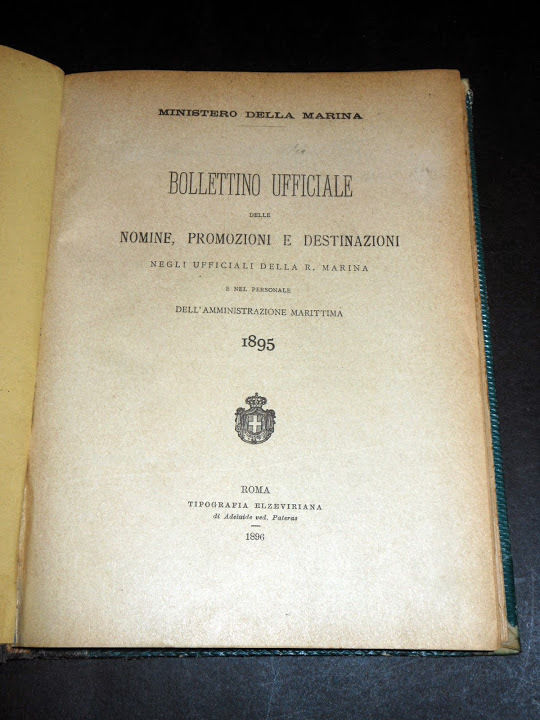 MINISTERO DELLA MARINA
BOLLETTINO UFFICIALE
DELLE
NOMINE, PROMOZIONI E DESTINAZIONI
NEGLI UFFICIALI DELLA R. MARINA
E NEL PERSONALE
DELL'AMMINISTRAZIONE MARITTIMA
1895
ROMA
TIPOGRAFIA ELZEVIRIANA
di Adelaide ved. Pateras
1896